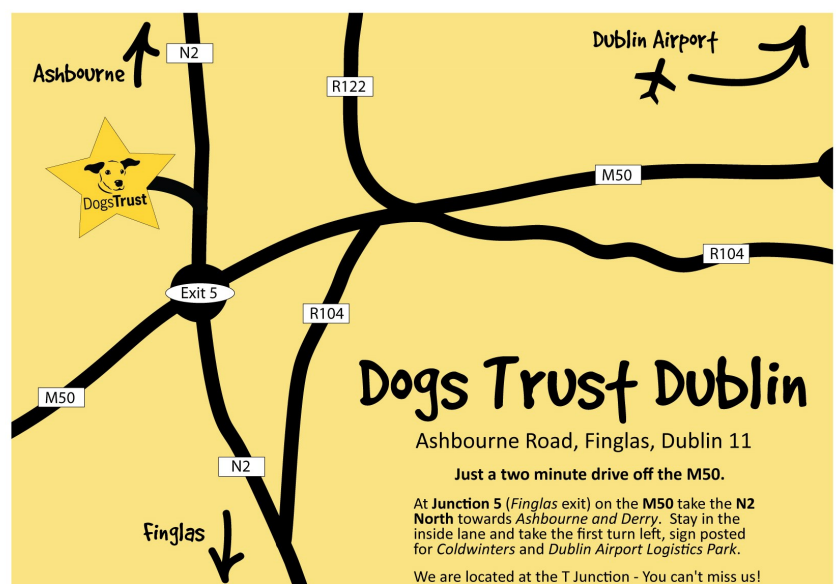 N2
Ashbourne
Dublin Airport
R122
M50
DogsTrust
R104
Exit 5
R104
M50
N2
Finglas
Dogs Trust Dublin
Ashbourne Road, Finglas, Dublin 11
Just a two minute drive off the M50.
At Junction 5 (Finglas exit) on the M50 take the N2
North towards Ashbourne and Derry. Stay in the
inside lane and take the first turn left, sign posted
for Coldwinters and Dublin Airport Logistics Park.
We are located at the T Junction - You can't miss us!